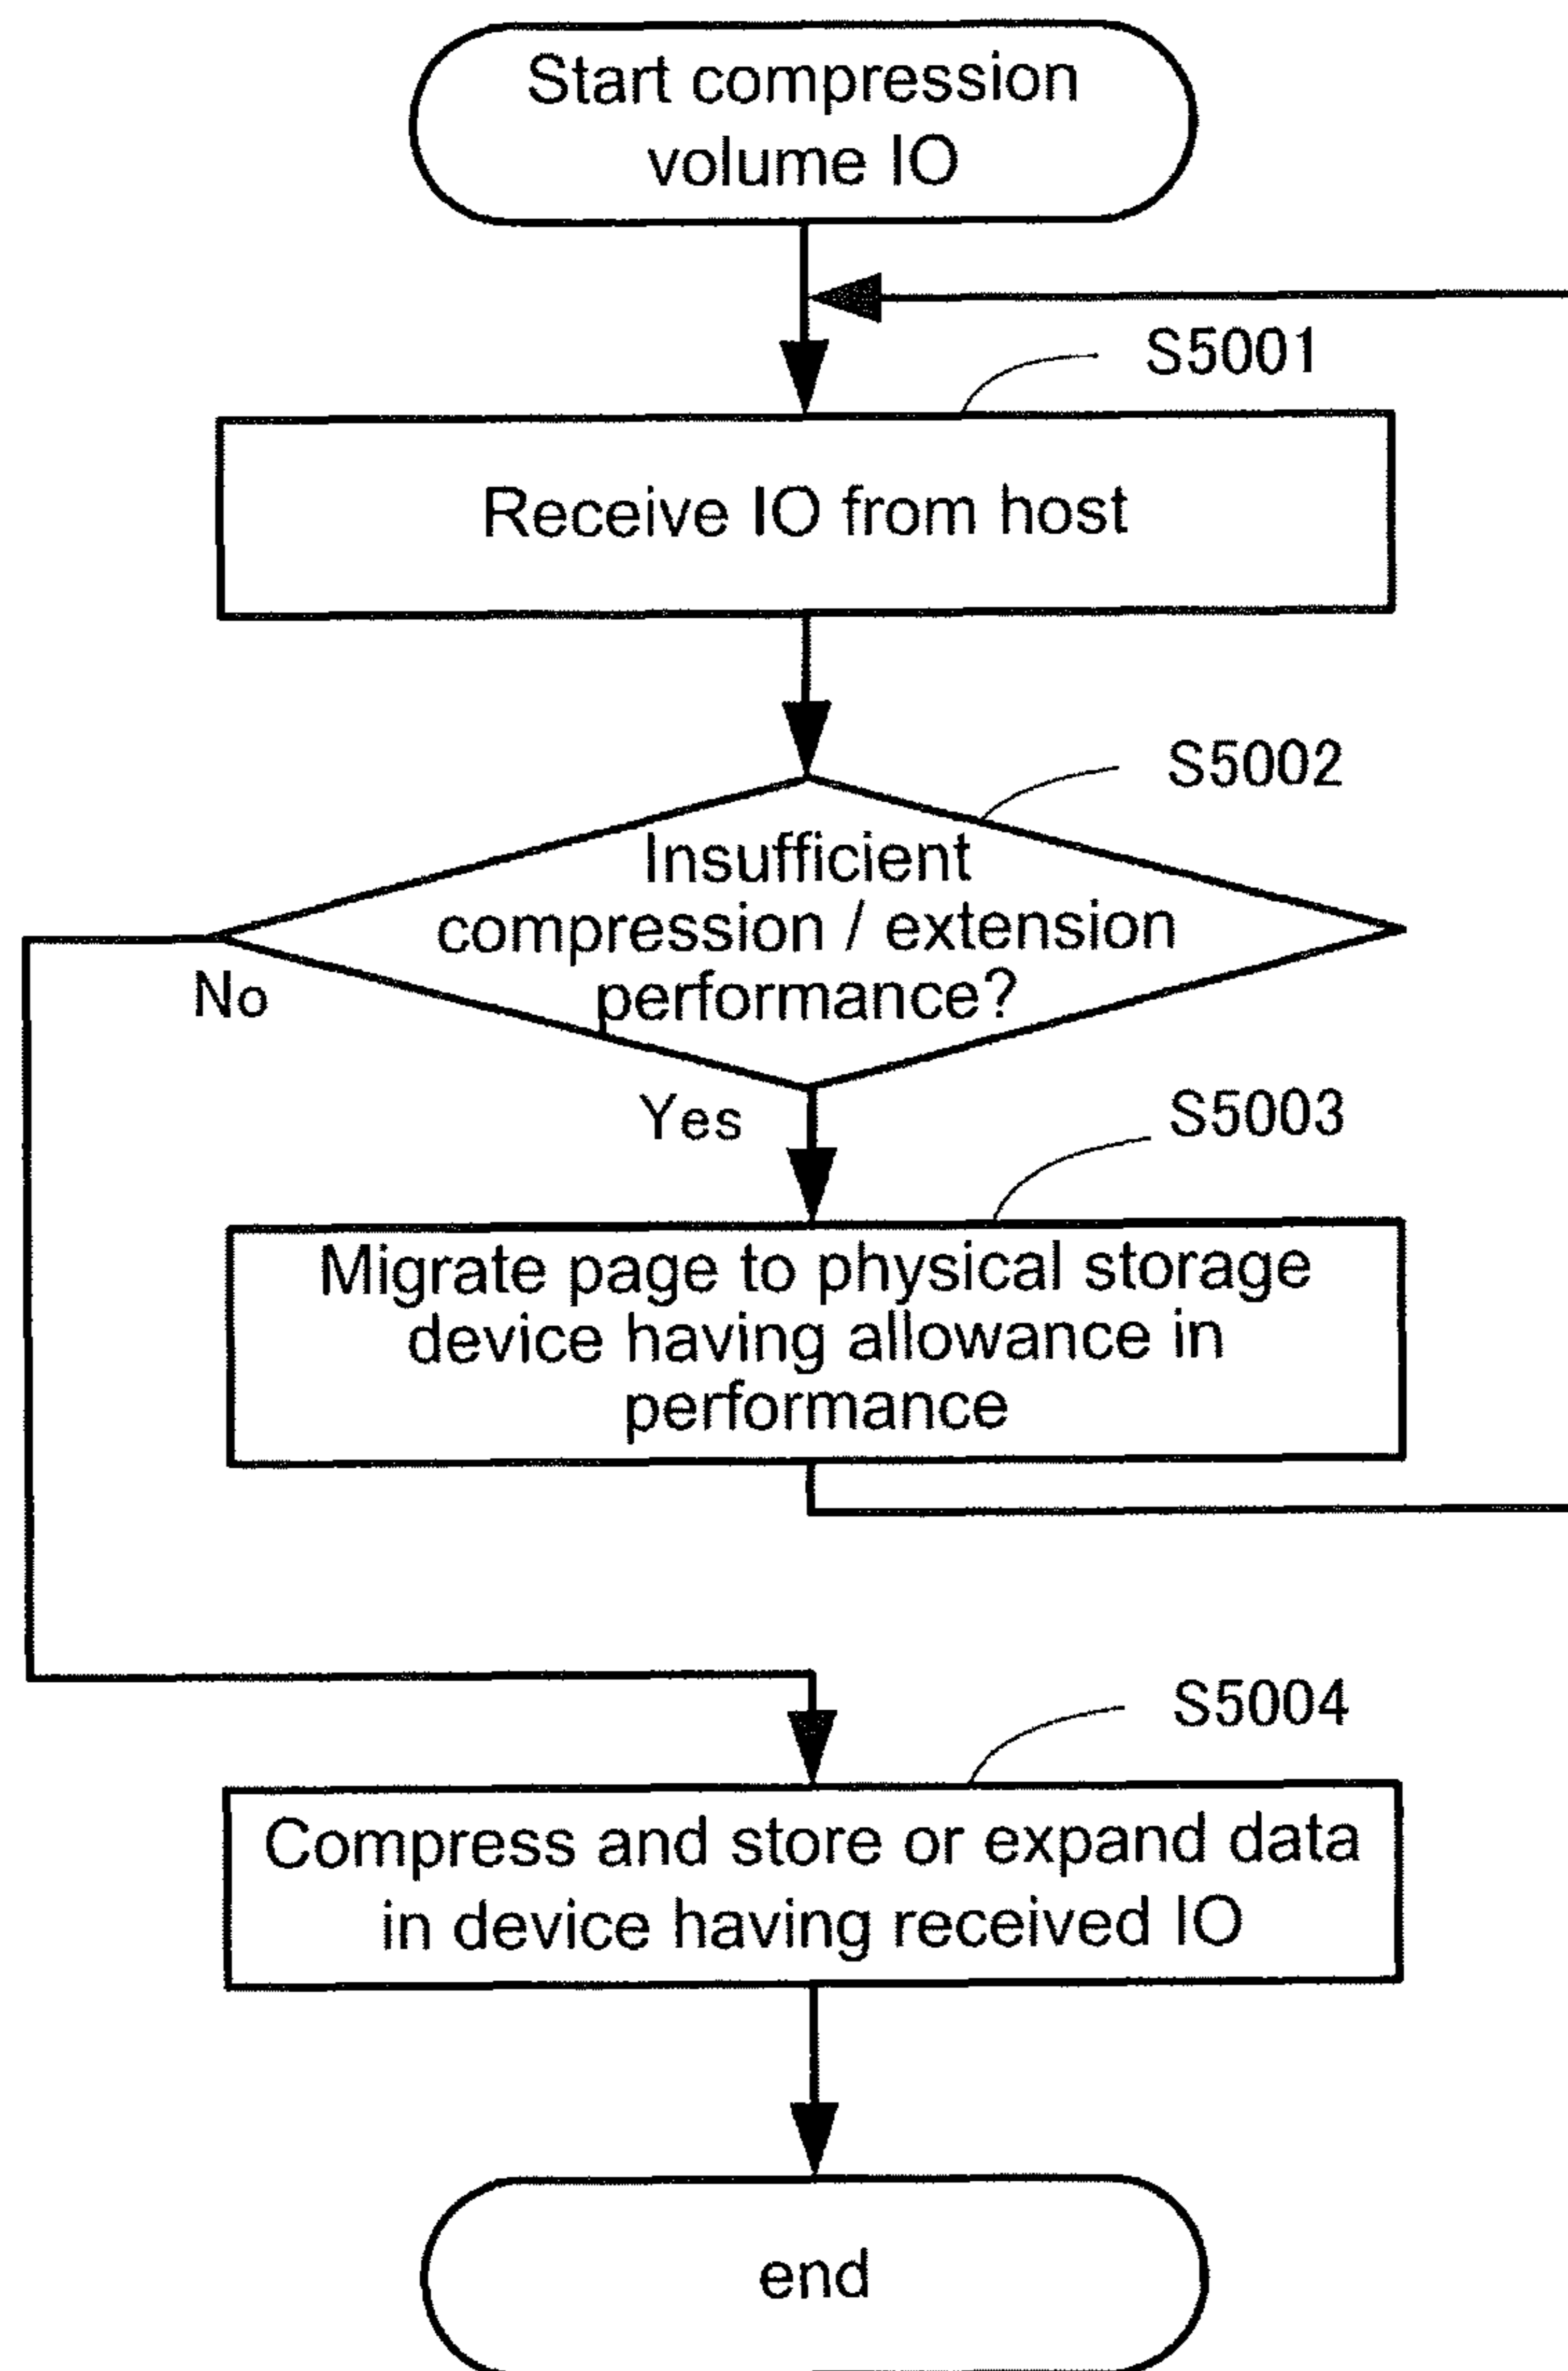 Start compression
volume IO
S5001
Receive IO from host
S5002
Insufficient
compression / extension
performance?
No
Yes
S5003
Migrate page to physical storage
device having allowance in
performance
S5004
Compress and store or expand data
in device having received IO
end